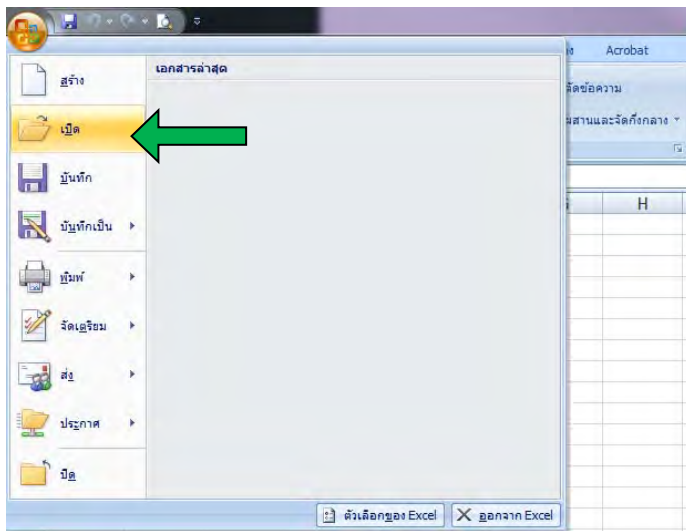 Acrobat
สร้าง
เอกสารล่าสุด
เปิด
บันทึก
บันทึกเป็น
พิมพ์
จัดเตรียม
ส่ง
ประกาศ
ปิด
ตัวเลือกของ Excel
ออกจาก Excel
ตัดข้อความ
ผสานและจัดกึ่งกลาง
H